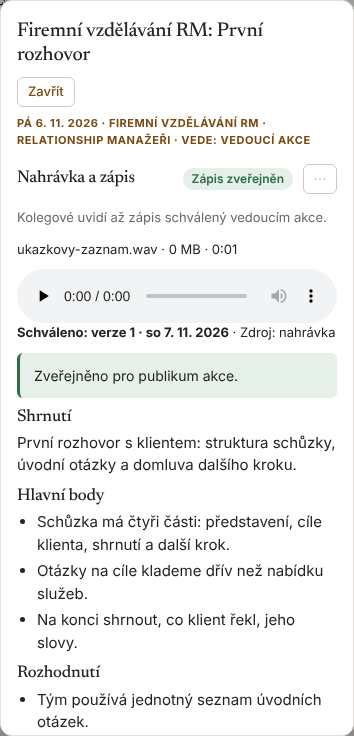 Firemní vzdělávání RM: První
rozhovor
Zavřít
PÁ 6. 11. 2026 · FIREMNÍ VZDĚLÁVÁNÍ RM ·
RELATIONSHIP MANAŽEŘI · VEDE: VEDOUCÍ AKCE
Nahrávka a zápis
Zápis zveřejněn
...
Kolegové uvidí až zápis schválený vedoucím akce.
ukazkovy-zaznam.wav · 0 MB · 0:01
0:00 / 0:00
Schváleno: verze 1 · so 7. 11. 2026 · Zdroj: nahrávka
Zveřejněno pro publikum akce.
Shrnutí
První rozhovor s klientem: struktura schůzky,
úvodní otázky a domluva dalšího kroku.
Hlavní body
• Schůzka má čtyři části: představení, cíle
klienta, shrnutí a další krok.
• Otázky na cíle klademe dřív než nabídku
služeb.
• Na konci shrnout, co klient řekl, jeho
slovy.
Rozhodnutí
• Tým používá jednotný seznam úvodních
otázek.